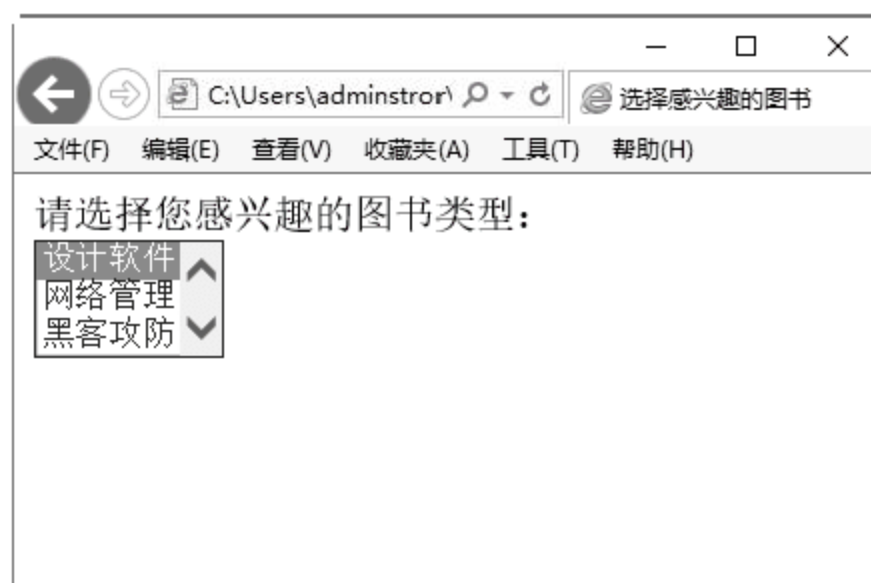 C:\Users\adminstror\
选择感兴趣的图书
文件(F) 编辑(E) 查看(V) 收藏夹(A) 工具(T) 帮助(H)
请选择您感兴趣的图书类型：
设计软件
网络管理
黑客攻防